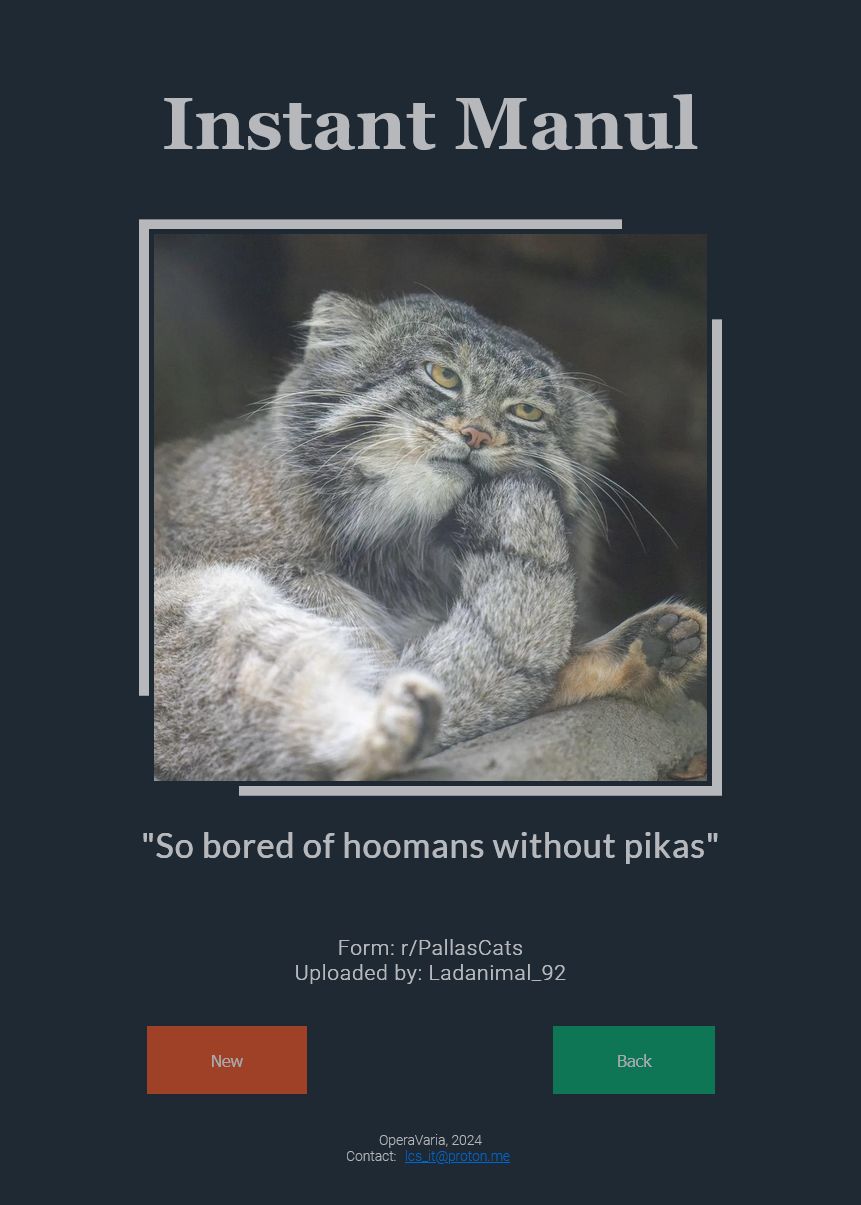 Instant Manul
"So bored of hoomans without pikas"
Form: r/PallasCats
Uploaded by: Ladanimal_92
New
Back
OperaVaria, 2024
Contact: lcs_it@proton.me